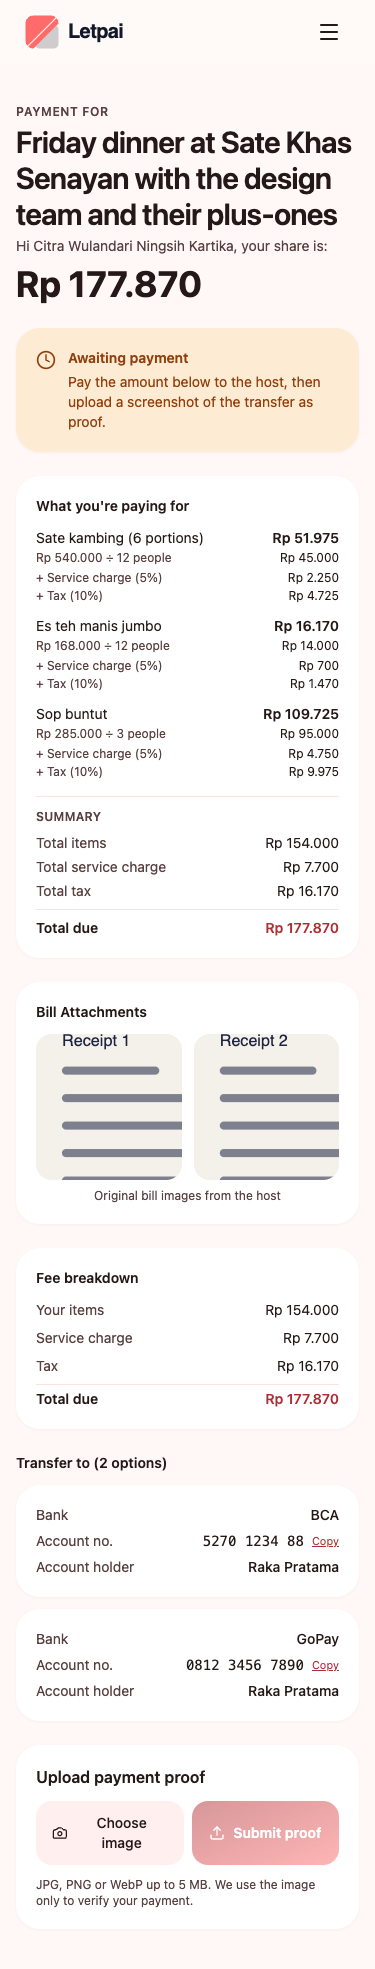 Letpai
PAYMENT FOR
Friday dinner at Sate Khas
Senayan with the design
team and their plus-ones
Hi Citra Wulandari Ningsih Kartika, your share is:
Rp 177.870
Awaiting payment
Pay the amount below to the host, then
upload a screenshot of the transfer as
proof.
What you're paying for
Sate kambing (6 portions) Rp 51.975
Rp 540.000 ÷ 12 people Rp 45.000
+ Service charge (5%) Rp 2.250
+ Tax (10%) Rp 4.725
Es teh manis jumbo Rp 16.170
Rp 168.000 ÷ 12 people Rp 14.000
+ Service charge (5%) Rp 700
+ Tax (10%) Rp 1.470
Sop buntut Rp 109.725
Rp 285.000 ÷ 3 people Rp 95.000
+ Service charge (5%) Rp 4.750
+ Tax (10%) Rp 9.975
SUMMARY
Total items Rp 154.000
Total service charge Rp 7.700
Total tax Rp 16.170
Total due Rp 177.870
Bill Attachments
Receipt 1 Receipt 2
Original bill images from the host
Fee breakdown
Your items Rp 154.000
Service charge Rp 7.700
Tax Rp 16.170
Total due Rp 177.870
Transfer to (2 options)
Bank BCA
Account no. 5270 1234 88 Copy
Account holder Raka Pratama
Bank GoPay
Account no. 0812 3456 7890 Copy
Account holder Raka Pratama
Upload payment proof
Choose
image
Submit proof
JPG, PNG or WebP up to 5 MB. We use the image
only to verify your payment.